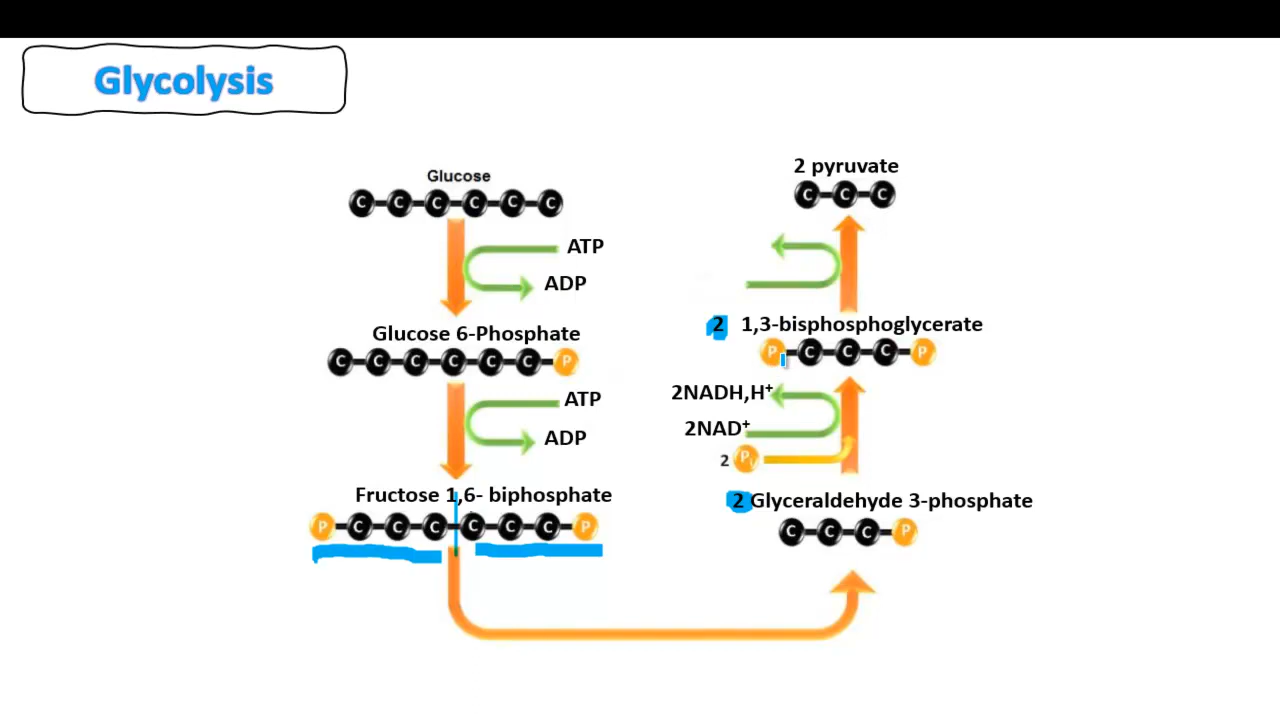 Glycolysis
Glucose
C C C C C C
ATP
ADP
Glucose 6-Phosphate
C C C C C C P
ATP
ADP
Fructose 1,6- biphosphate
P C C C C C C P
2 pyruvate
C C C
2 1,3-bisphosphoglycerate
P C C C P
2NADH,H⁺
2NAD⁺
2 Pi
2 Glyceraldehyde 3-phosphate
C C C P